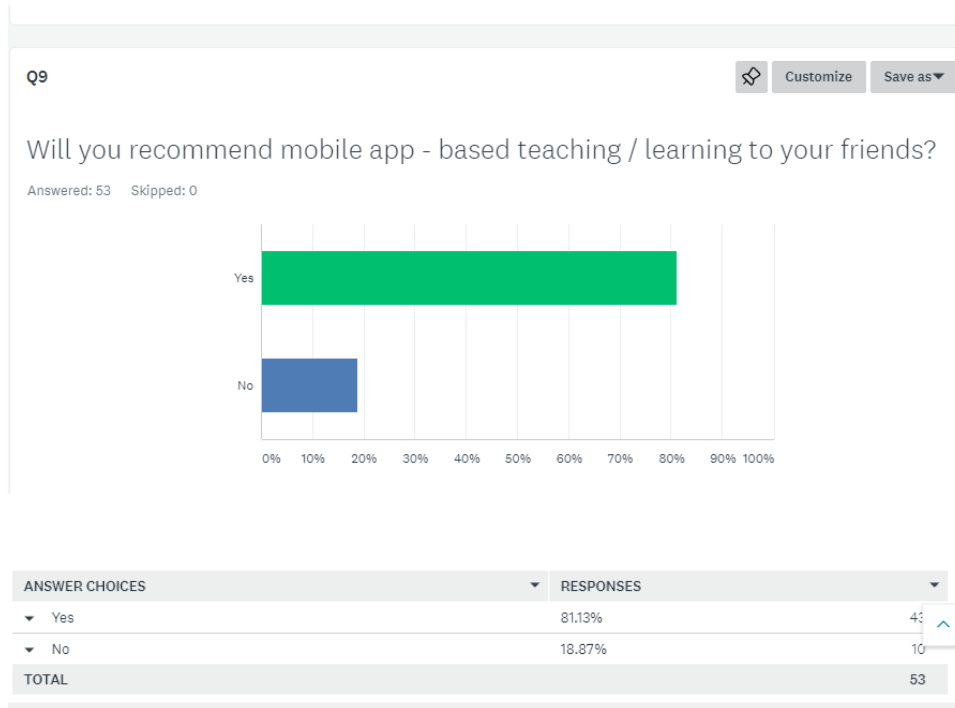 Q9 Customize Save as
Will you recommend mobile app - based teaching / learning to your friends?
Answered: 53 Skipped: 0
Yes
No
0% 10% 20% 30% 40% 50% 60% 70% 80% 90% 100%
ANSWER CHOICES RESPONSES
Yes 81.13% 43
No 18.87% 10
TOTAL 53